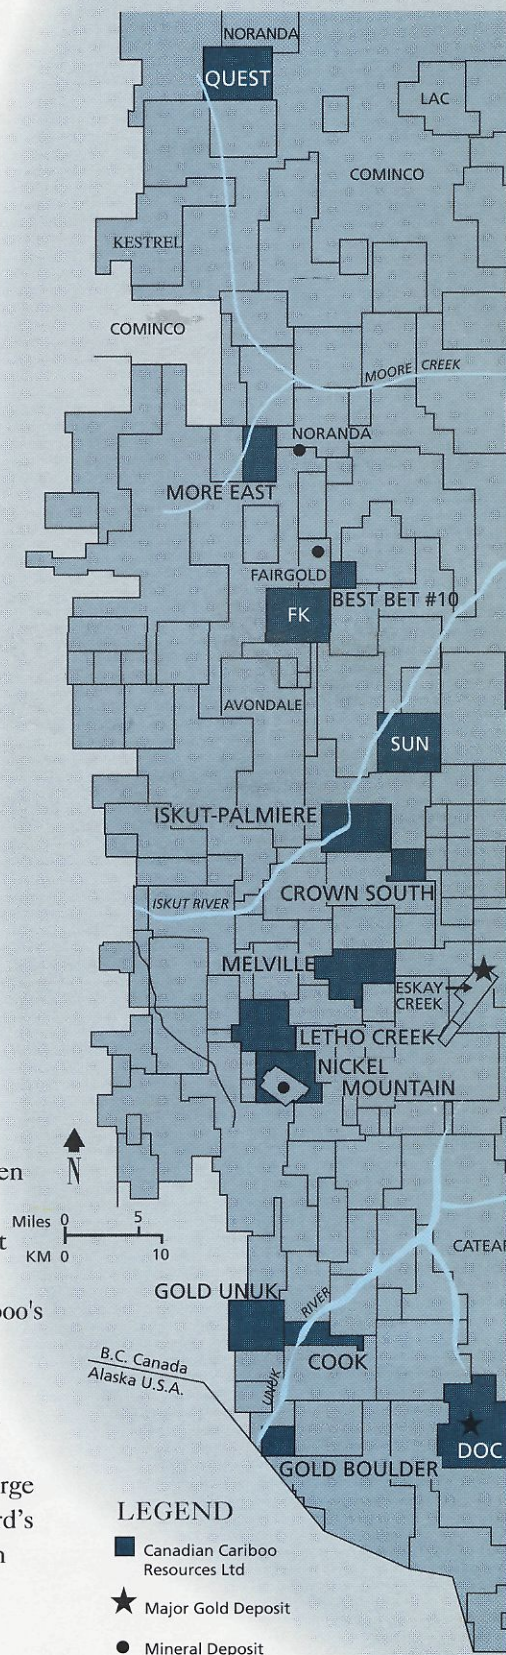 NORANDA
QUEST
LAC
COMINCO
KESTREL
COMINCO
MOORE CREEK
NORANDA
MORE EAST
FAIRGOLD
BEST BET #10
FK
AVONDALE
SUN
ISKUT-PALMIERE
CROWN SOUTH
ISKUT RIVER
MELVILLE
ESKAY
CREEK
LETHO CREEK
NICKEL
MOUNTAIN
en
N
Miles 0 5
t
KM 0 10
CATEAR
GOLD UNUK
oo's
RIVER
COOK
B.C. Canada
Alaska U.S.A.
UNUK
DOC
GOLD BOULDER
rge
rd's
n
LEGEND
Canadian Cariboo
Resources Ltd
Major Gold Deposit
Mineral Deposit